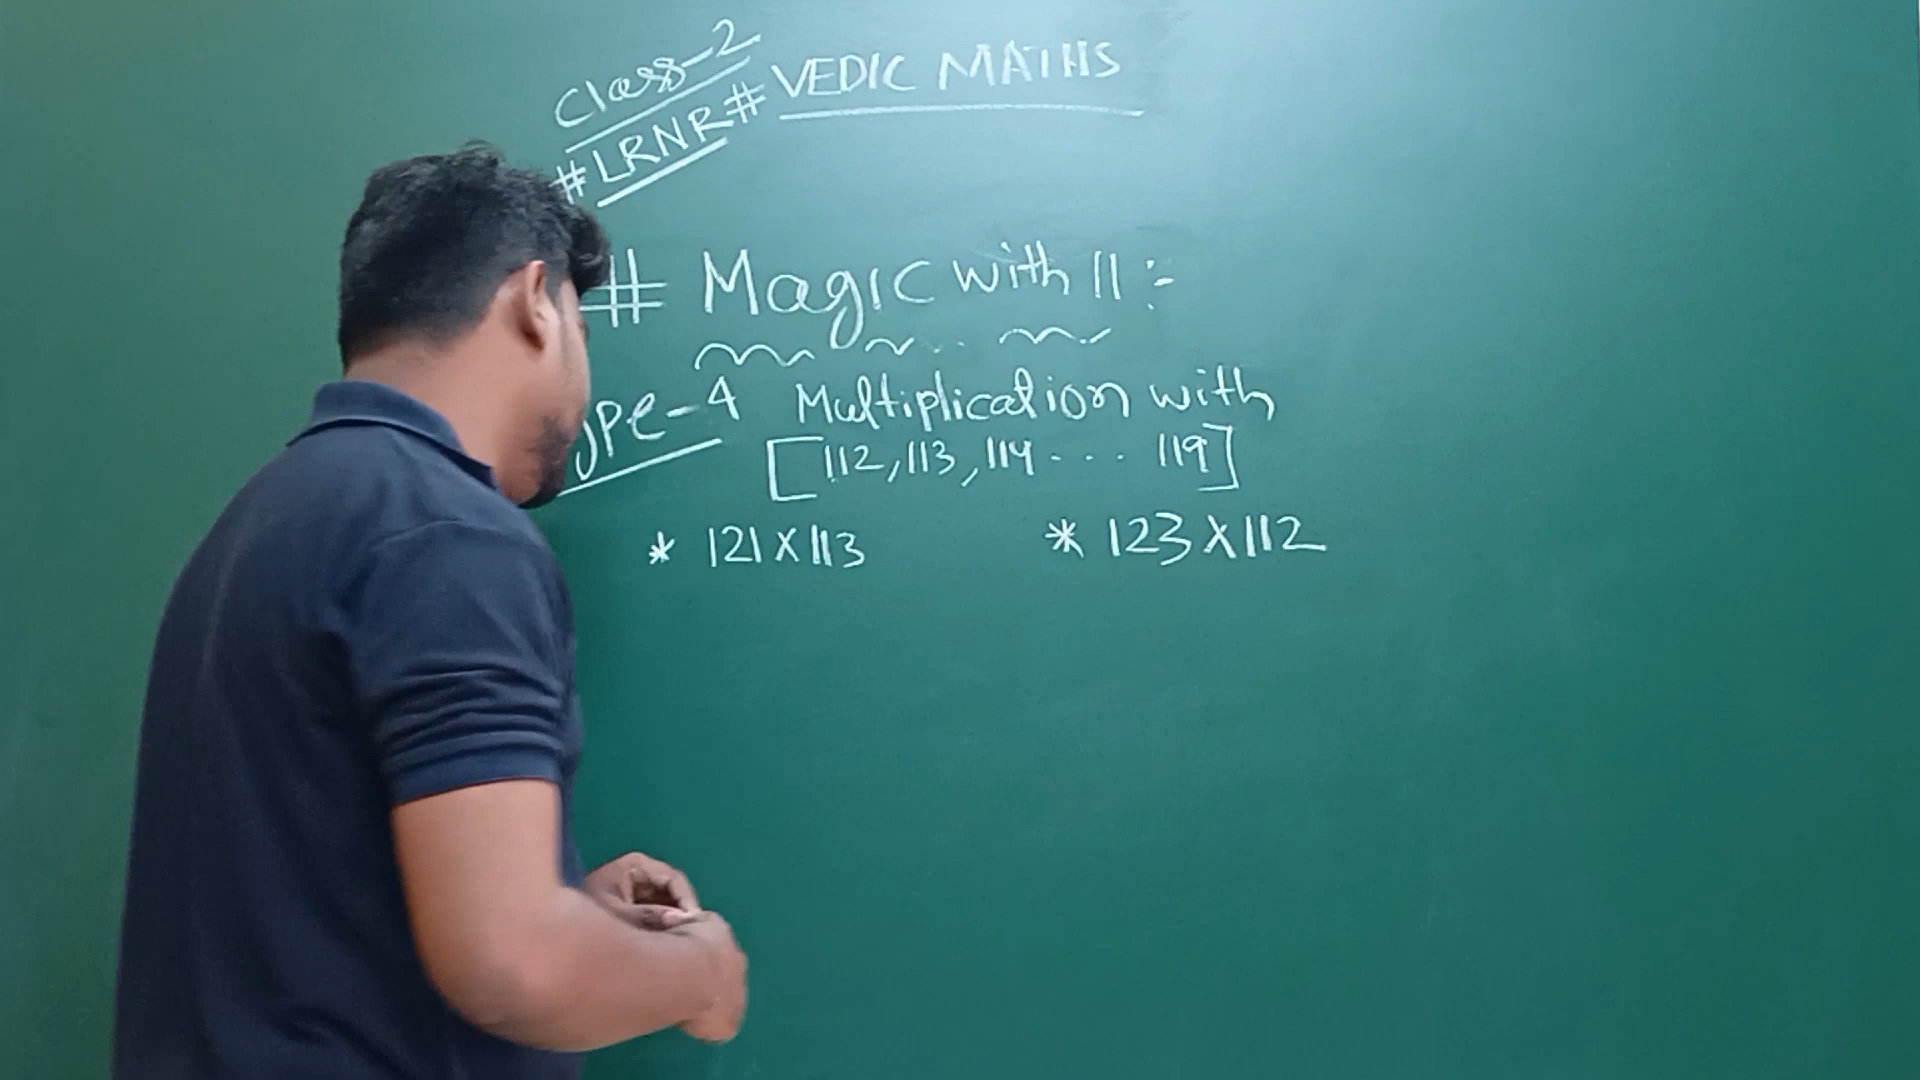 Class-2
#LRNR# VEDIC MATHS
# Magic with 11 :-
ype-4 Multiplication with
[112, 113, 114 . . . 119]
* 121 X 113
* 123 X 112